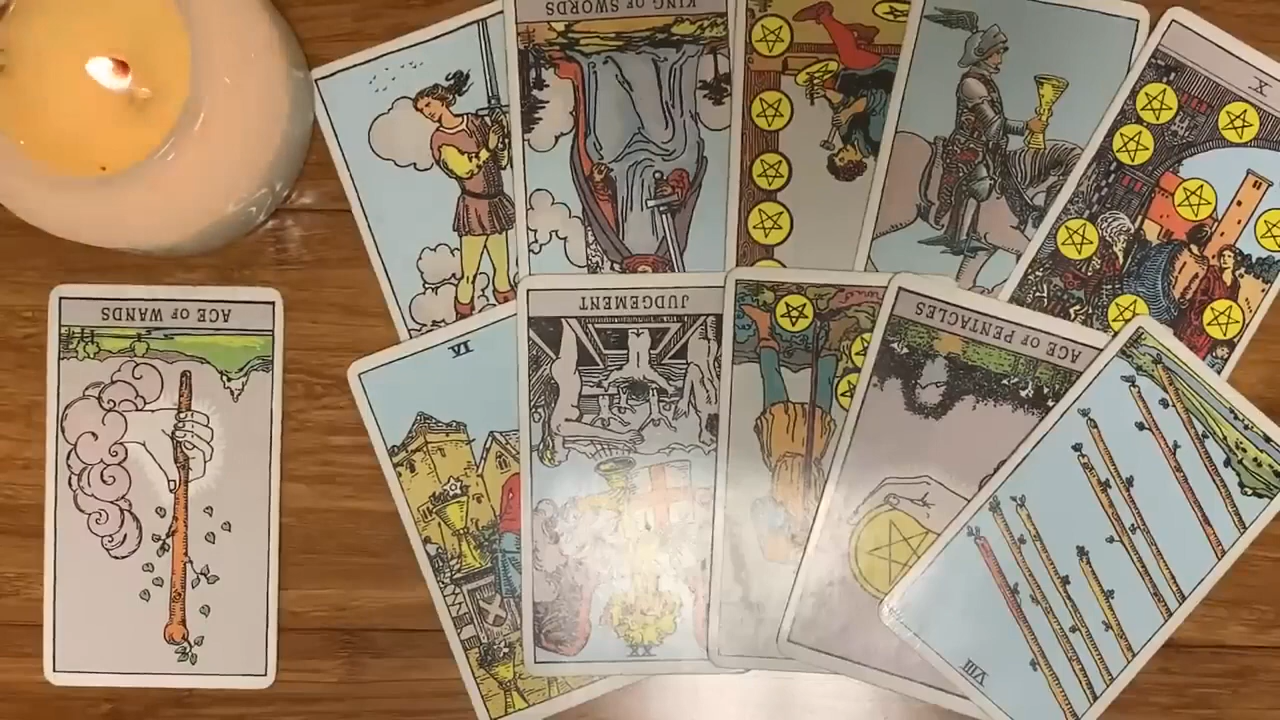 KING OF SWORDS
X
ACE OF WANDS
VI
JUDGEMENT
ACE OF PENTACLES
XX
VIII